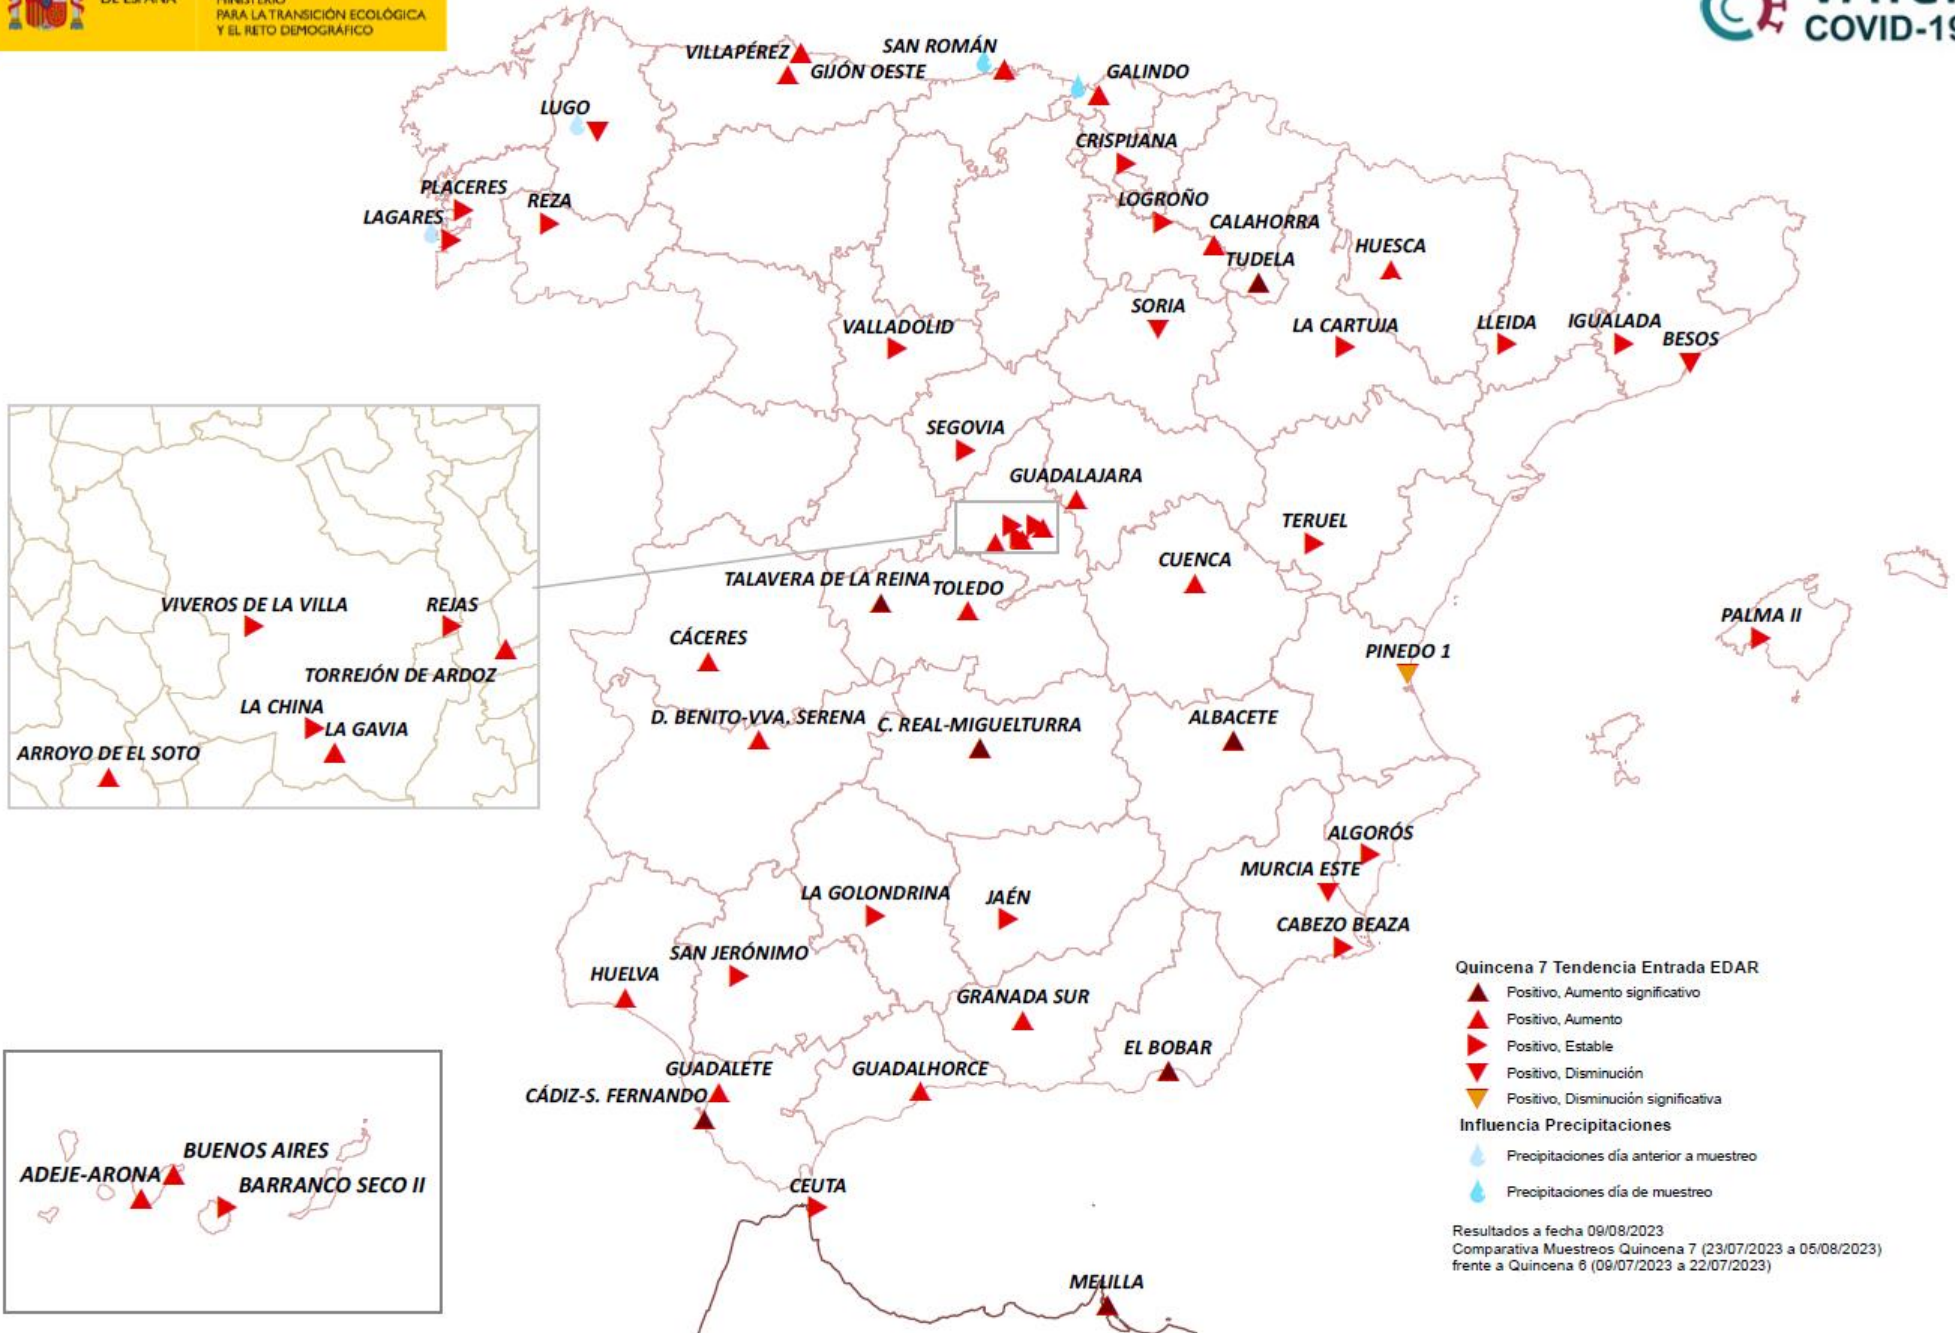 PARA LA TRANSICIÓN ECOLÓGICA
Y EL RETO DEMOGRÁFICO
COVID-19
VILLAPÉREZ
SAN ROMÁN
GIJÓN OESTE
GALINDO
LUGO
CRISPIJANA
PLACERES
REZA
LOGROÑO
LAGARES
CALAHORRA
HUESCA
TUDELA
SORIA
VALLADOLID
LA CARTUJA
LLEIDA
IGUALADA
BESOS
SEGOVIA
GUADALAJARA
TERUEL
CUENCA
TALAVERA DE LA REINA
TOLEDO
VIVEROS DE LA VILLA
REJAS
PALMA II
CÁCERES
PINEDO 1
TORREJÓN DE ARDOZ
LA CHINA
LA GAVIA
D. BENITO-VVA. SERENA
C. REAL-MIGUELTURRA
ALBACETE
ARROYO DE EL SOTO
ALGORÓS
MURCIA ESTE
LA GOLONDRINA
JAÉN
CABEZO BEAZA
SAN JERÓNIMO
HUELVA
GRANADA SUR
EL BOBAR
GUADALETE
GUADALHORCE
CÁDIZ-S. FERNANDO
BUENOS AIRES
ADEJE-ARONA
BARRANCO SECO II
CEUTA
MELILLA
Quincena 7 Tendencia Entrada EDAR
Positivo, Aumento significativo
Positivo, Aumento
Positivo, Estable
Positivo, Disminución
Positivo, Disminución significativa
Influencia Precipitaciones
Precipitaciones día anterior a muestreo
Precipitaciones día de muestreo
Resultados a fecha 09/08/2023
Comparativa Muestreos Quincena 7 (23/07/2023 a 05/08/2023)
frente a Quincena 6 (09/07/2023 a 22/07/2023)